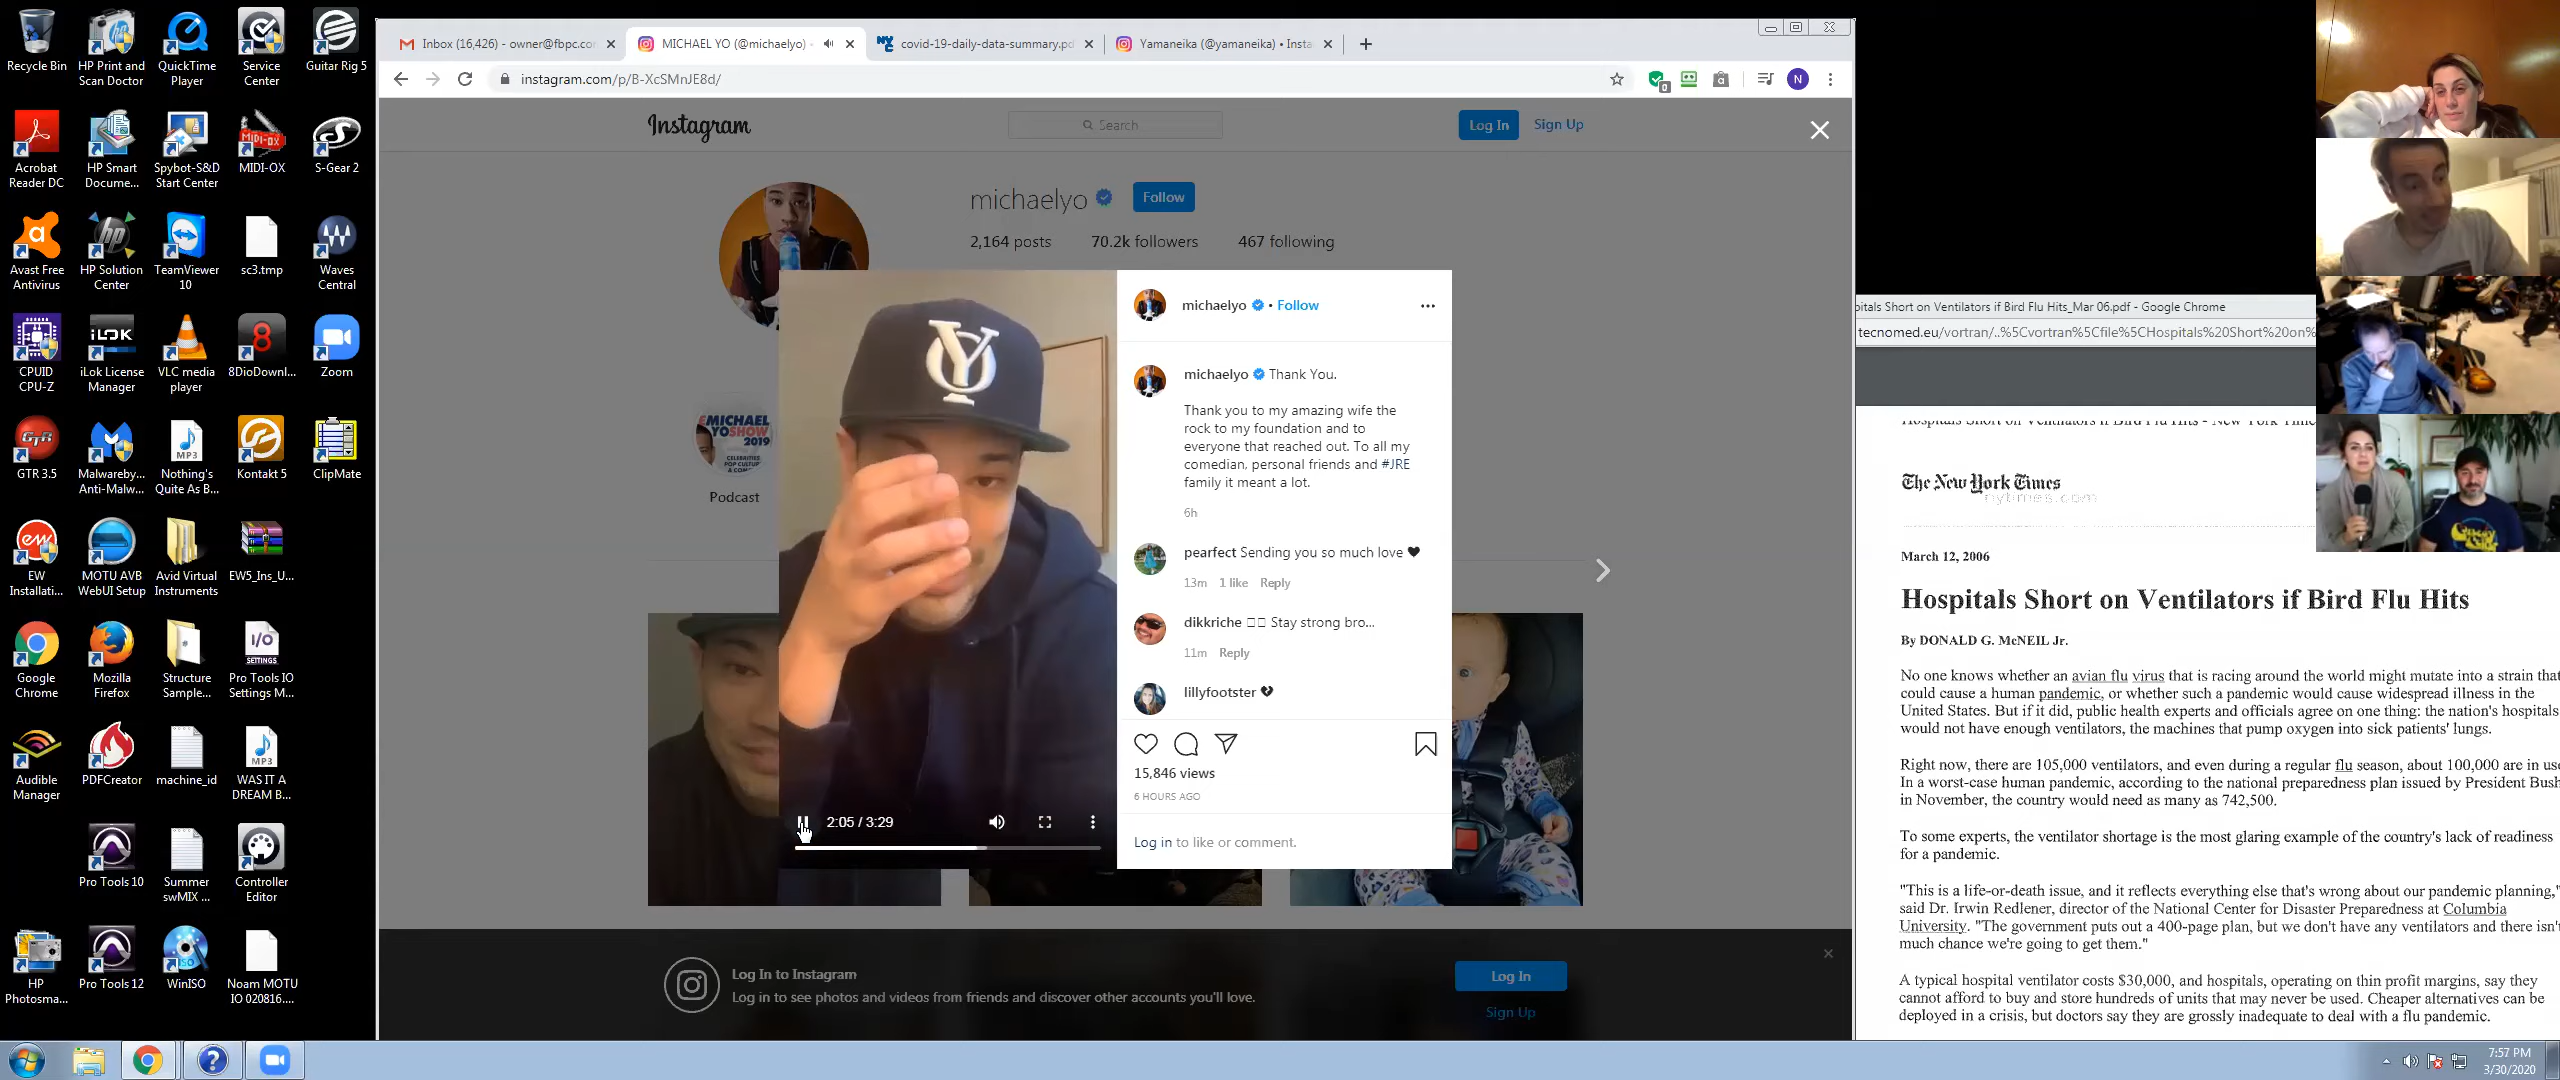 Recycle Bin
HP Print and
Scan Doctor
QuickTime
Player
Service
Center
Guitar Rig 5
Acrobat
Reader DC
HP Smart
Docume...
Spybot-S&D
Start Center
MIDI-OX
S-Gear 2
Avast Free
Antivirus
HP Solution
Center
TeamViewer
10
sc3.tmp
Waves
Central
CPUID
CPU-Z
iLok License
Manager
VLC media
player
8DioDownl...
Zoom
GTR 3.5
Malwareby...
Anti-Malw...
Nothing's
Quite As B...
Kontakt 5
ClipMate
EW
Installati...
MOTU AVB
WebUI Setup
Avid Virtual
Instruments
EW5_Ins_U...
Google
Chrome
Mozilla
Firefox
Structure
Sample...
Pro Tools IO
Settings M...
Audible
Manager
PDFCreator
machine_id
WAS IT A
DREAM B...
Pro Tools 10
Summer
swMIX ...
Controller
Editor
HP
Photosma...
Pro Tools 12
WinISO
Noam MOTU
IO 020816....
Inbox (16,426) - owner@fbpc.co
MICHAEL YO (@michaelyo)
covid-19-daily-data-summary.pd
Yamaneika (@yamaneika) • Insta
instagram.com/p/B-XcSMnJE8d/
N
Instagram
Search
Log In
Sign Up
michaelyo
Follow
2,164 posts 70.2k followers 467 following
EMICHAEL
YOSHOW
2019
Podcast
YO
2:05 / 3:29
michaelyo • Follow
michaelyo Thank You.
Thank you to my amazing wife the
rock to my foundation and to
everyone that reached out. To all my
comedian, personal friends and #JRE
family it meant a lot.
6h
pearfect Sending you so much love ♥
13m 1 like Reply
dikkriche Stay strong bro...
11m Reply
lillyfootster
15,846 views
6 HOURS AGO
Log in to like or comment.
Log In to Instagram
Log in to see photos and videos from friends and discover other accounts you'll love.
Log In
Sign Up
pitals Short on Ventilators if Bird Flu Hits_Mar 06.pdf - Google Chrome
tecnomed.eu/vortran/..%5Cvortran%5Cfile%5CHospitals%20Short%20on%
Hospitals Short on Ventilators if Bird Flu Hits - New York Time
The New York Times
nytimes.com
March 12, 2006
Hospitals Short on Ventilators if Bird Flu Hits
By DONALD G. McNEIL Jr.
No one knows whether an avian flu virus that is racing around the world might mutate into a strain that
could cause a human pandemic, or whether such a pandemic would cause widespread illness in the
United States. But if it did, public health experts and officials agree on one thing: the nation's hospitals
would not have enough ventilators, the machines that pump oxygen into sick patients' lungs.
Right now, there are 105,000 ventilators, and even during a regular flu season, about 100,000 are in use
In a worst-case human pandemic, according to the national preparedness plan issued by President Bush
in November, the country would need as many as 742,500.
To some experts, the ventilator shortage is the most glaring example of the country's lack of readiness
for a pandemic.
"This is a life-or-death issue, and it reflects everything else that's wrong about our pandemic planning,"
said Dr. Irwin Redlener, director of the National Center for Disaster Preparedness at Columbia
University. "The government puts out a 400-page plan, but we don't have any ventilators and there isn't
much chance we're going to get them."
A typical hospital ventilator costs $30,000, and hospitals, operating on thin profit margins, say they
cannot afford to buy and store hundreds of units that may never be used. Cheaper alternatives can be
deployed in a crisis, but doctors say they are grossly inadequate to deal with a flu pandemic.
7:57 PM
3/30/2020